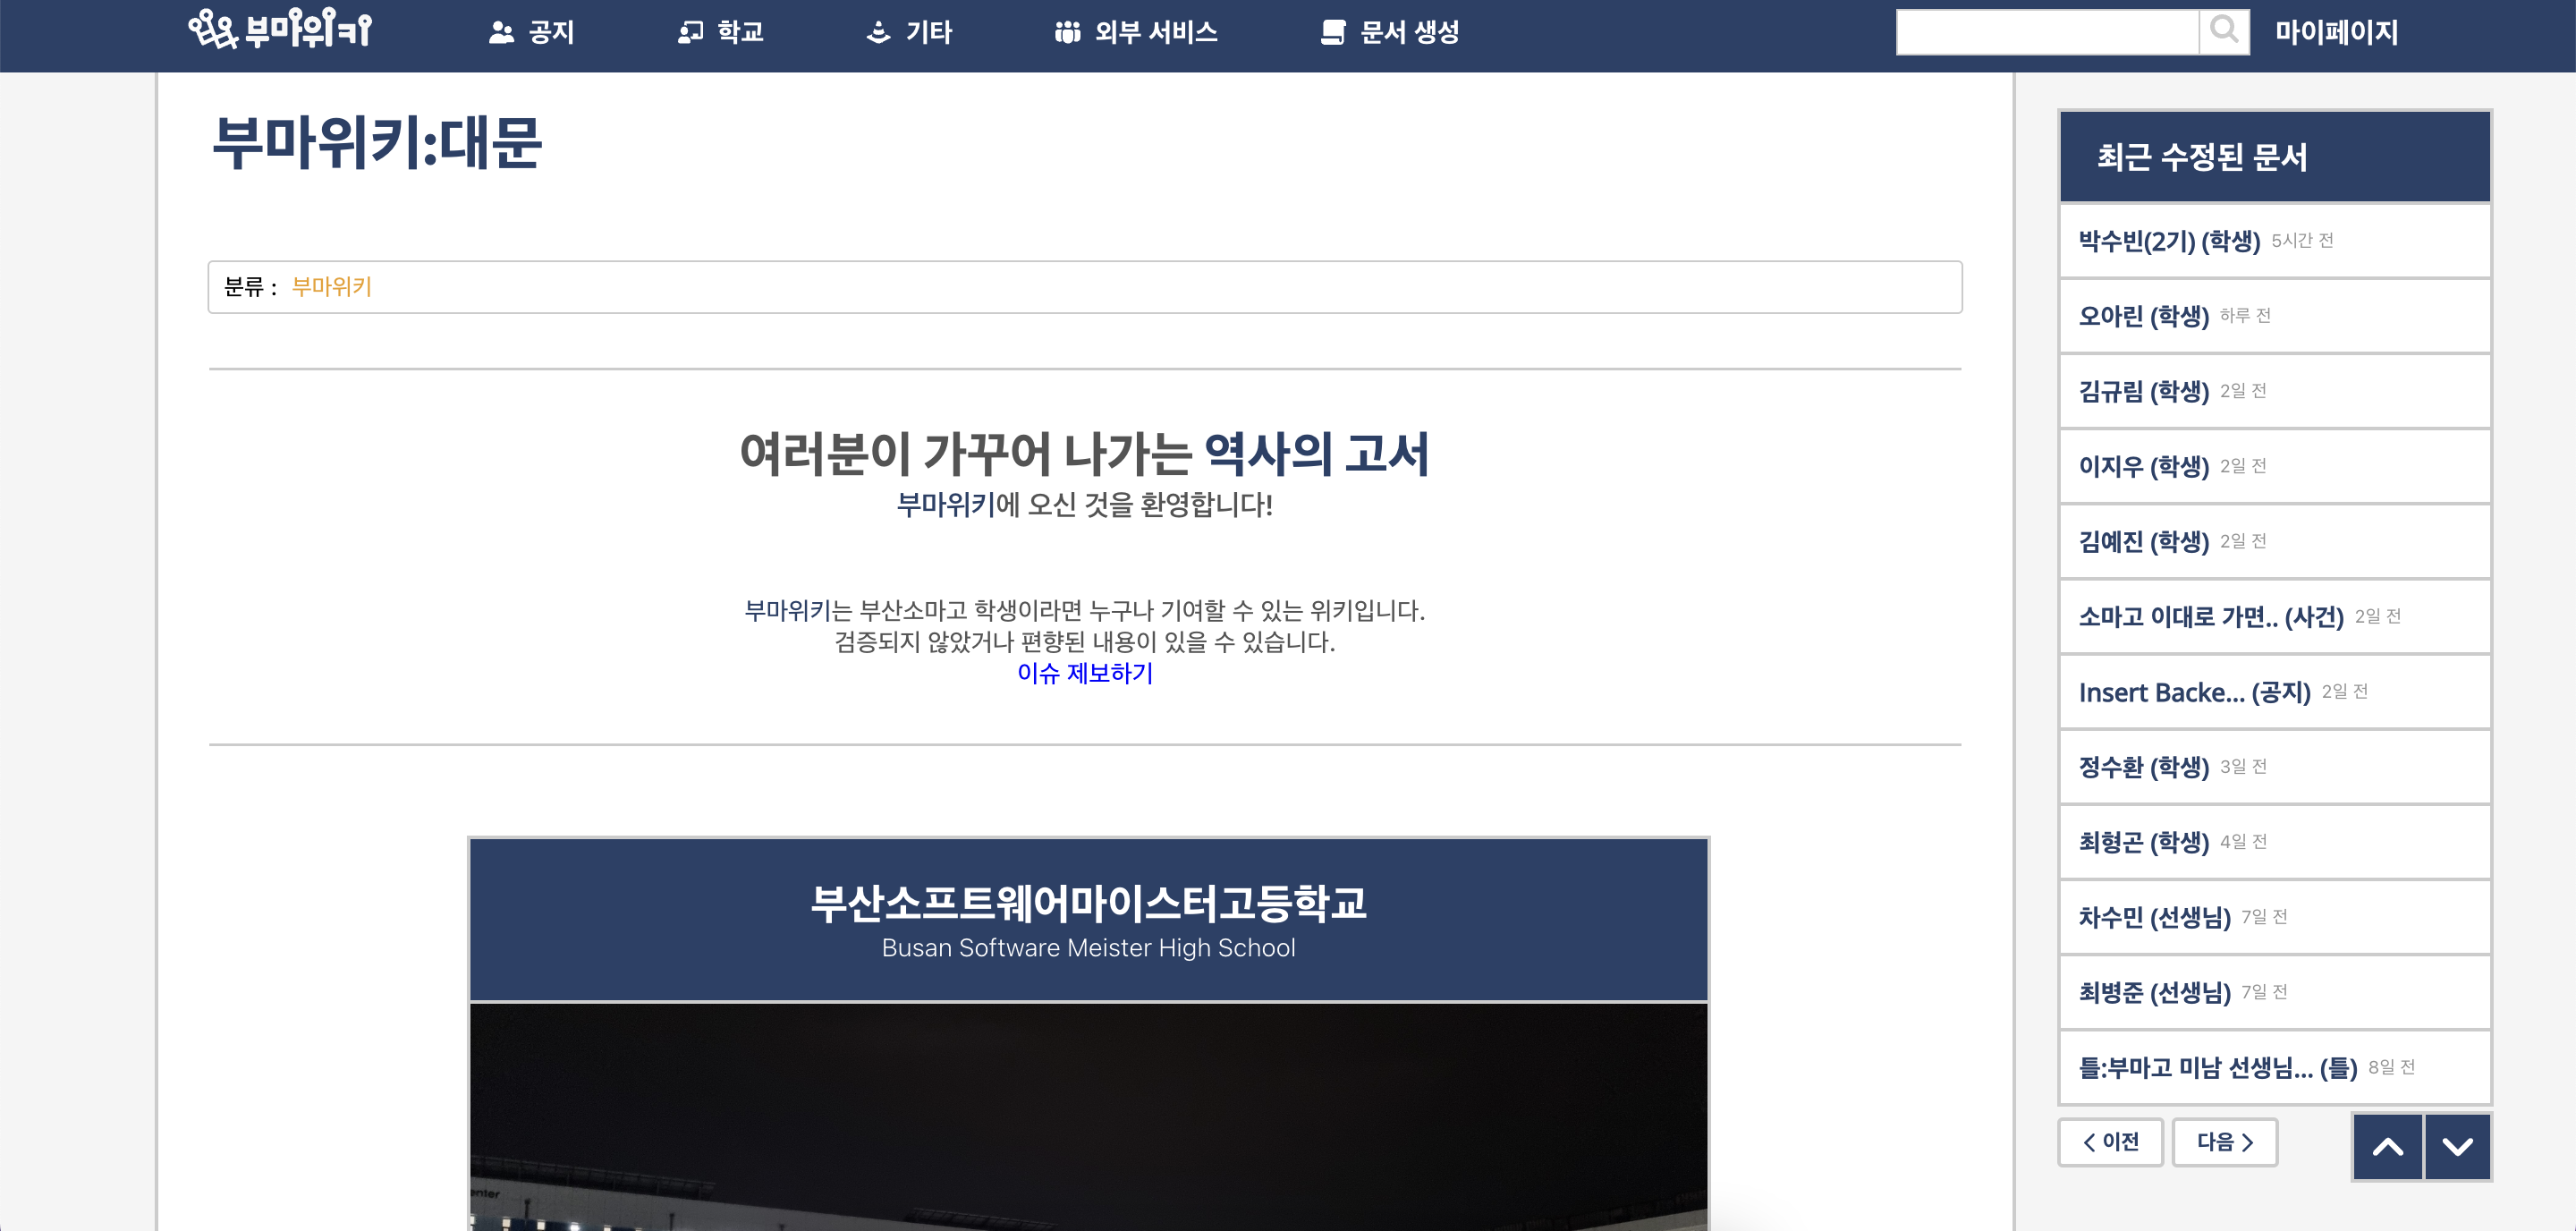 부마위키
공지
학교
기타
외부 서비스
문서 생성
마이페이지
부마위키:대문
분류 : 부마위키
여러분이 가꾸어 나가는 역사의 고서
부마위키에 오신 것을 환영합니다!
부마위키는 부산소마고 학생이라면 누구나 기여할 수 있는 위키입니다.
검증되지 않았거나 편향된 내용이 있을 수 있습니다.
이슈 제보하기
부산소프트웨어마이스터고등학교
Busan Software Meister High School
enter
최근 수정된 문서
박수빈(2기) (학생) 5시간 전
오아린 (학생) 하루 전
김규림 (학생) 2일 전
이지우 (학생) 2일 전
김예진 (학생) 2일 전
소마고 이대로 가면.. (사건) 2일 전
Insert Backe... (공지) 2일 전
정수환 (학생) 3일 전
최형곤 (학생) 4일 전
차수민 (선생님) 7일 전
최병준 (선생님) 7일 전
틀:부마고 미남 선생님... (틀) 8일 전
이전
다음